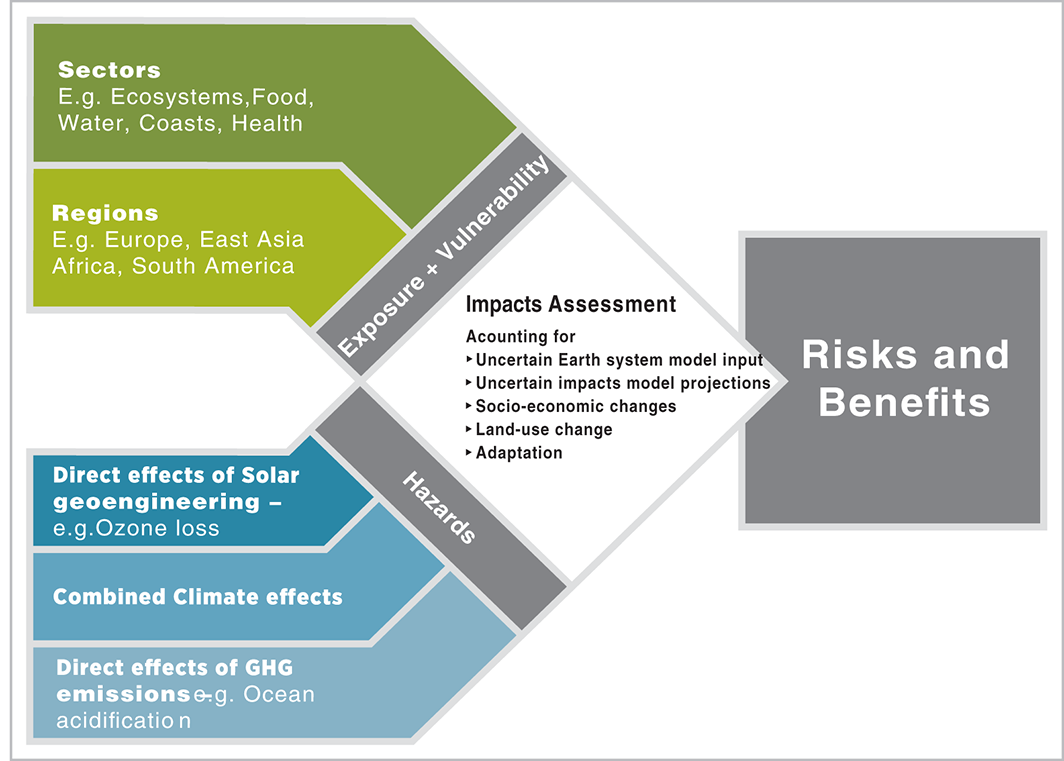 Sectors
E.g. Ecosystems,Food,
Water, Coasts, Health
Regions
E.g. Europe, East Asia
Africa, South America
Exposure + Vulnerability
Impacts Assessment
Acounting for
‣Uncertain Earth system model input
‣Uncertain impacts model projections
‣Socio-economic changes
‣Land-use change
‣Adaptation
Risks and
Benefits
Hazards
Direct effects of Solar
geoengineering –
e.g.Ozone loss
Combined Climate effects
Direct effects of GHG
emissions–e.g. Ocean
acidification